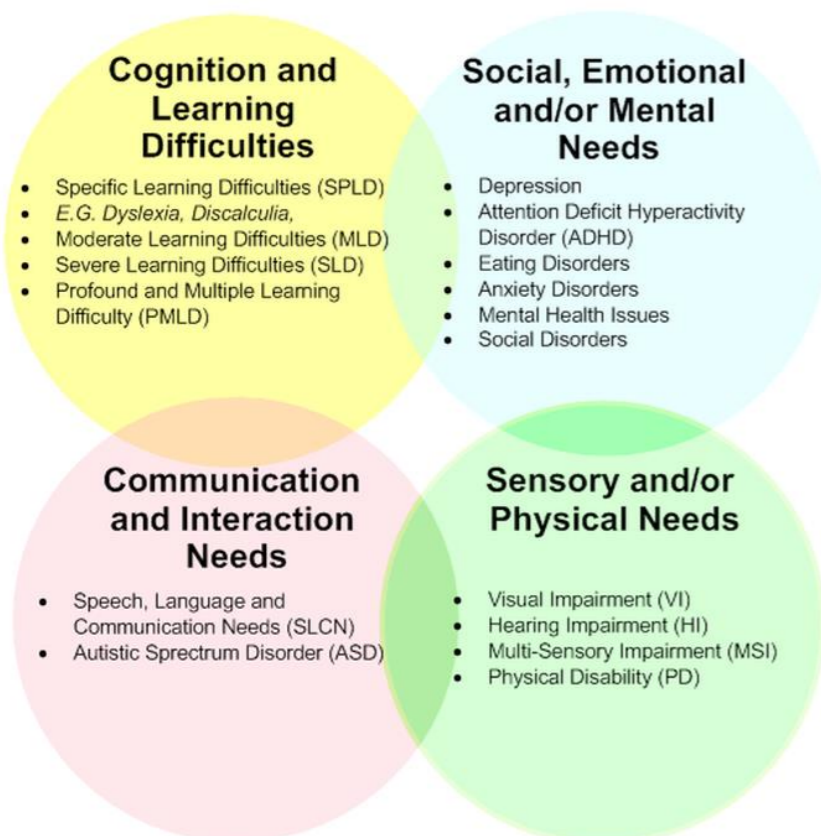 Cognition and
Learning
Difficulties
• Specific Learning Difficulties (SPLD)
• E.G. Dyslexia, Discalculia,
• Moderate Learning Difficulties (MLD)
• Severe Learning Difficulties (SLD)
• Profound and Multiple Learning
Difficulty (PMLD)
Social, Emotional
and/or Mental
Needs
• Depression
• Attention Deficit Hyperactivity
Disorder (ADHD)
• Eating Disorders
• Anxiety Disorders
• Mental Health Issues
• Social Disorders
Communication
and Interaction
Needs
• Speech, Language and
Communication Needs (SLCN)
• Autistic Sprectrum Disorder (ASD)
Sensory and/or
Physical Needs
• Visual Impairment (VI)
• Hearing Impairment (HI)
• Multi-Sensory Impairment (MSI)
• Physical Disability (PD)